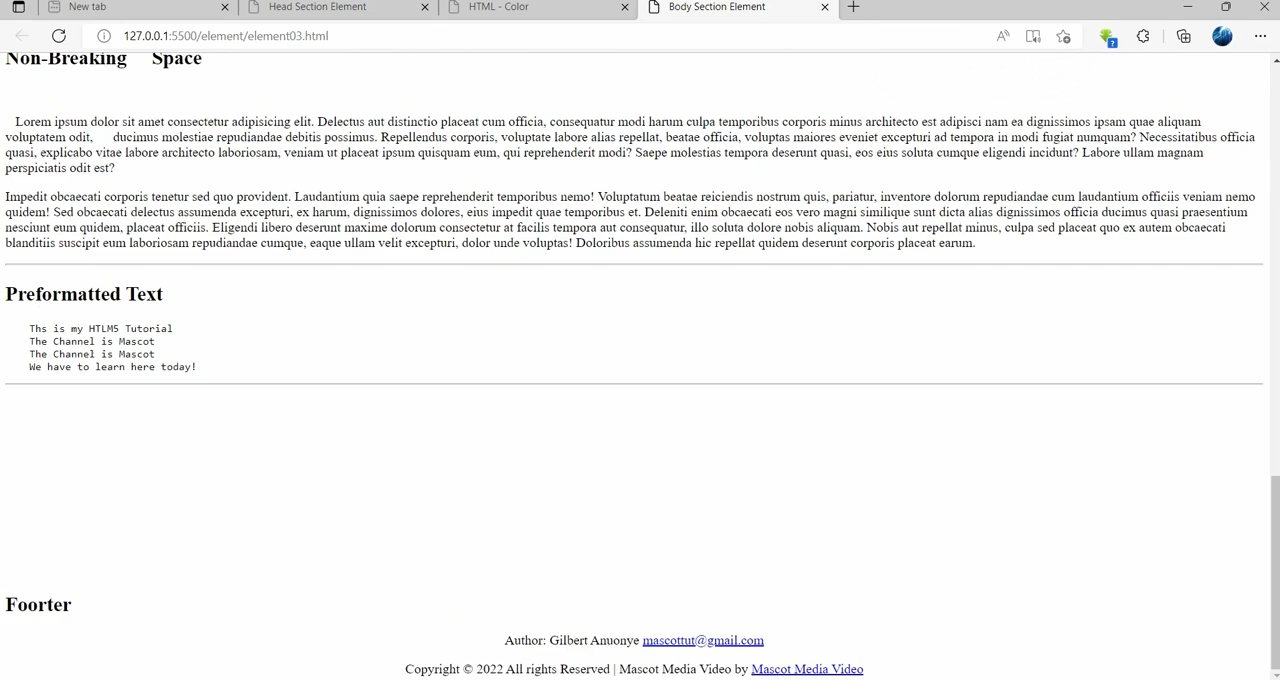 New tab
Head Section Element
HTML - Color
Body Section Element
127.0.0.1:5500/element/element03.html
Non-Breaking Space
Lorem ipsum dolor sit amet consectetur adipisicing elit. Delectus aut distinctio placeat cum officia, consequatur modi harum culpa temporibus corporis minus architecto est adipisci nam ea dignissimos ipsam quae aliquam
voluptatem odit, ducimus molestiae repudiandae debitis possimus. Repellendus corporis, voluptate labore alias repellat, beatae officia, voluptas maiores eveniet excepturi ad tempora in modi fugiat numquam? Necessitatibus officia
quasi, explicabo vitae labore architecto laboriosam, veniam ut placeat ipsum quisquam eum, qui reprehenderit modi? Saepe molestias tempora deserunt quasi, eos eius soluta cumque eligendi incidunt? Labore ullam magnam
perspiciatis odit est?
Impedit obcaecati corporis tenetur sed quo provident. Laudantium quia saepe reprehenderit temporibus nemo! Voluptatum beatae reiciendis nostrum quis, pariatur, inventore dolorum repudiandae cum laudantium officiis veniam nemo
quidem! Sed obcaecati delectus assumenda excepturi, ex harum, dignissimos dolores, eius impedit quae temporibus et. Deleniti enim obcaecati eos vero magni similique sunt dicta alias dignissimos officia ducimus quasi praesentium
nesciunt eum quidem, placeat officiis. Eligendi libero deserunt maxime dolorum consectetur at facilis tempora aut consequatur, illo soluta dolore nobis aliquam. Nobis aut repellat minus, culpa sed placeat quo ex autem obcaecati
blanditiis suscipit eum laboriosam repudiandae cumque, eaque ullam velit excepturi, dolor unde voluptas! Doloribus assumenda hic repellat quidem deserunt corporis placeat earum.
Preformatted Text
Ths is my HTLM5 Tutorial
The Channel is Mascot
The Channel is Mascot
We have to learn here today!
Foorter
Author: Gilbert Anuonye mascottut@gmail.com
Copyright © 2022 All rights Reserved | Mascot Media Video by Mascot Media Video